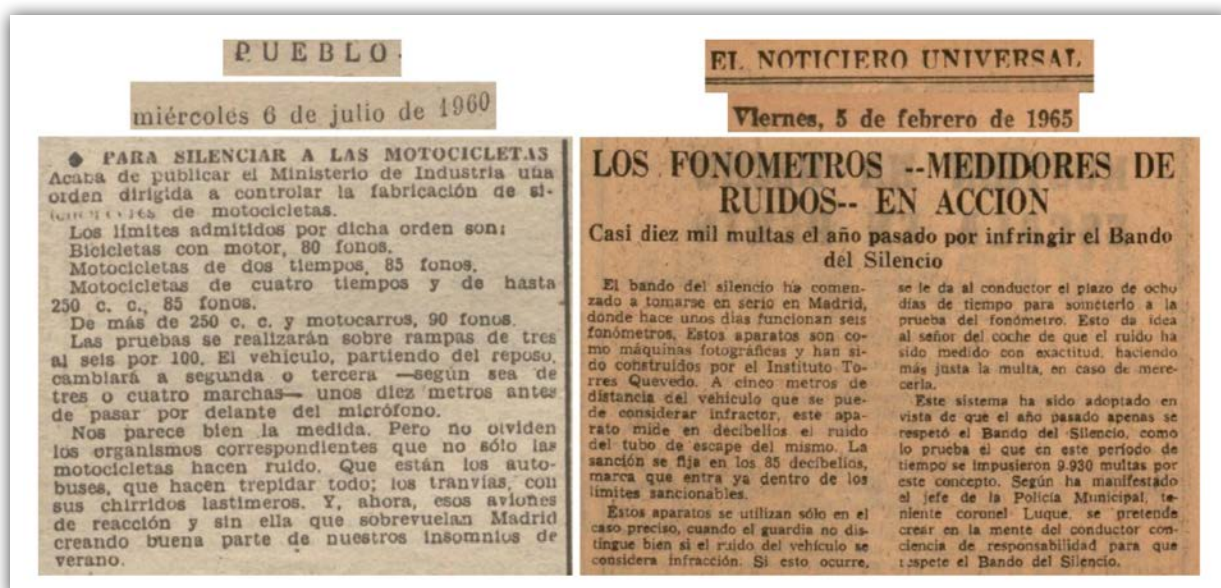 PUEBLO
miércoles 6 de julio de 1960
● PARA SILENCIAR A LAS MOTOCICLETAS
Acaba de publicar el Ministerio de Industria una
orden dirigida a controlar la fabricación de si-
de motocicletas.
Los límites admitidos por dicha orden son:
Bicicletas con motor, 80 fonos.
Motocicletas de dos tiempos, 85 fonos.
Motocicletas de cuatro tiempos y de hasta
250 c. c., 85 fonos.
De más de 250 c. c. y motocarros, 90 fonos.
Las pruebas se realizarán sobre rampas de tres
al seis por 100. El vehículo, partiendo del reposo,
cambiará a segunda o tercera —según sea de
tres o cuatro marchas— unos diez metros antes
de pasar por delante del micrófono.
Nos parece bien la medida. Pero no olviden
los organismos correspondientes que no sólo las
motocicletas hacen ruido. Que están los auto-
buses, que hacen trepidar todo; los tranvías, con
sus chirridos lastimeros. Y, ahora, esos aviones
de reacción y sin ella que sobrevuelan Madrid
creando buena parte de nuestros insomnios de
verano.
EL NOTICIERO UNIVERSAL
Viernes, 5 de febrero de 1965
LOS FONOMETROS --MEDIDORES DE
RUIDOS-- EN ACCION
Casi diez mil multas el año pasado por infringir el Bando
del Silencio
El bando del silencio ha comen-
zado a tomarse en serio en Madrid,
donde hace unos días funcionan seis
fonómetros. Estos aparatos son co-
mo máquinas fotográficas y han si-
do construidos por el Instituto To-
rres Quevedo. A cinco metros de
distancia del vehículo que se pue-
de considerar infractor, este apa-
rato mide en decibelios el ruido
del tubo de escape del mismo. La
sanción se fija en los 85 decibelios,
marca que entra ya dentro de los
límites sancionables.
Estos aparatos se utilizan sólo en el
caso preciso, cuando el guardia no dis-
tingue bien si el ruido del vehículo se
considera infracción. Si esto ocurre,
se le da al conductor el plazo de ocho
días de tiempo para someterlo a la
prueba del fonómetro. Esto da idea
al señor del coche de que el ruido ha
sido medido con exactitud, haciendo
más justa la multa, en caso de mere-
cerla.
Este sistema ha sido adoptado en
vista de que el año pasado apenas se
respetó el Bando del Silencio, como
lo prueba el que en este período de
tiempo se impusieron 9.930 multas por
este concepto. Según ha manifestado
el jefe de la Policía Municipal, te-
niente coronel Luque, se pretende
crear en la mente del conductor con-
ciencia de responsabilidad para que
respete el Bando del Silencio.